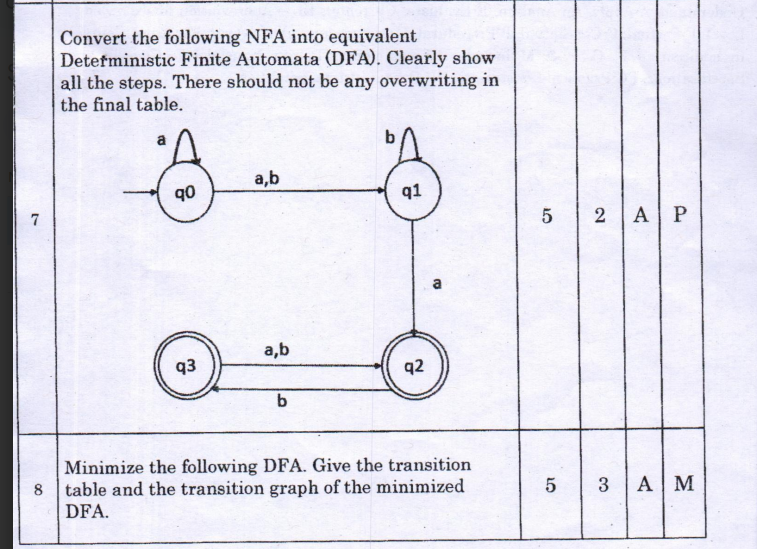 Convert the following NFA into equivalent
Deterministic Finite Automata (DFA). Clearly show
all the steps. There should not be any overwriting in
the final table.
a
b
q0
a,b
q1
7
5 2 A P
a
q3
a,b
q2
b
Minimize the following DFA. Give the transition
8 table and the transition graph of the minimized 5 3 A M
DFA.